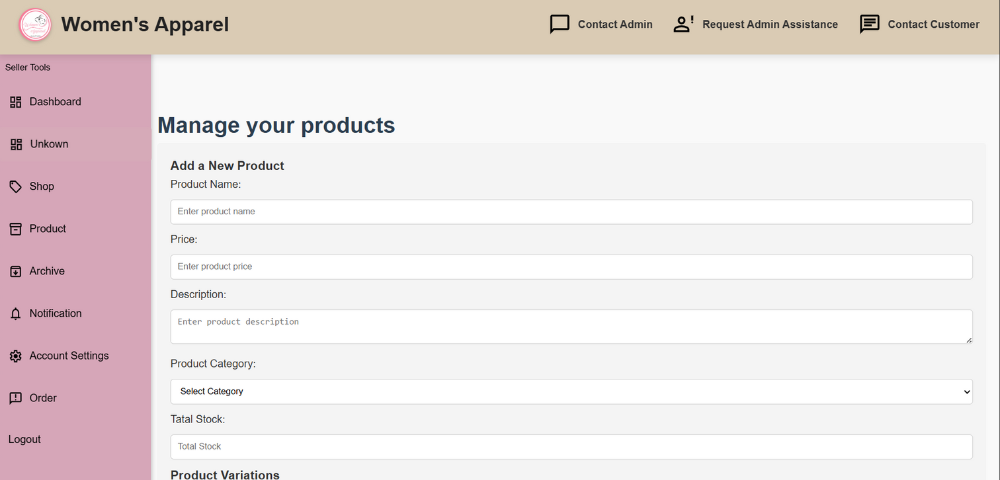 Women's Apparel
Contact Admin
Request Admin Assistance
Contact Customer
Seller Tools
Dashboard
Unkown
Shop
Product
Archive
Notification
Account Settings
Order
Logout
Manage your products
Add a New Product
Product Name:
Enter product name
Price:
Enter product price
Description:
Enter product description
Product Category:
Select Category
Tatal Stock:
Total Stock
Product Variations